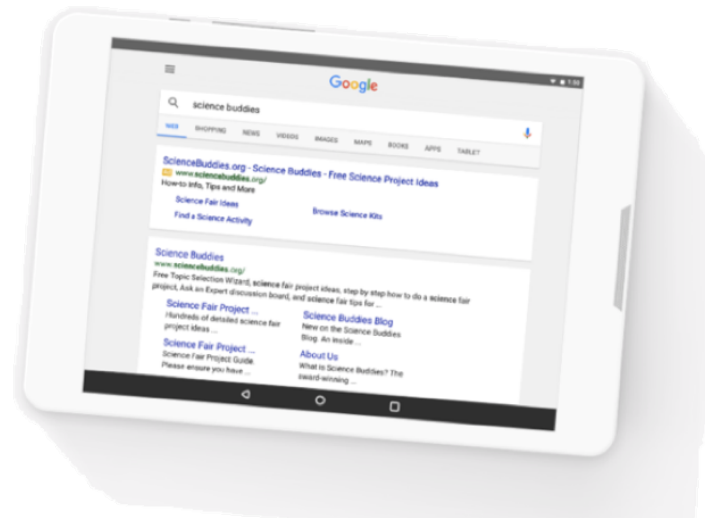 1:55
Google
science buddies
WEB SHOPPING NEWS VIDEOS IMAGES MAPS BOOKS APPS TABLET
ScienceBuddies.org - Science Buddies - Free Science Project Ideas
Ad www.sciencebuddies.org/
How-to Info, Tips and More
Science Fair Ideas Browse Science Kits
Find a Science Activity
Science Buddies
www.sciencebuddies.org/
Free Topic Selection Wizard, science fair project ideas, step by step how to do a science fair
project, Ask an Expert discussion board, and science fair tips for ...
Science Fair Project ...
Hundreds of detailed science fair
project ideas ...
Science Buddies Blog
New on the Science Buddies
Blog. An inside ...
Science Fair Project ...
Science Fair Project Guide.
Please ensure you have ...
About Us
What is Science Buddies? The
award-winning ...